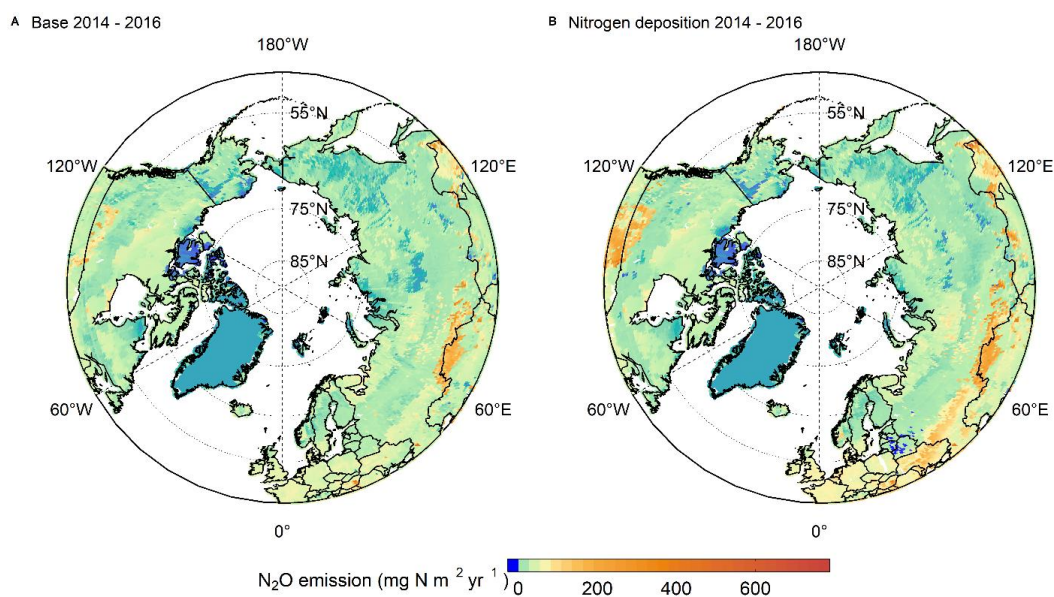 A Base 2014 - 2016
B Nitrogen deposition 2014 - 2016
180°W
180°W
55°N
55°N
120°W
120°E
120°W
120°E
75°N
75°N
85°N
85°N
60°W
60°E
60°W
60°E
0°
0°
N₂O emission (mg N m ² yr ¹ )
0 200 400 600